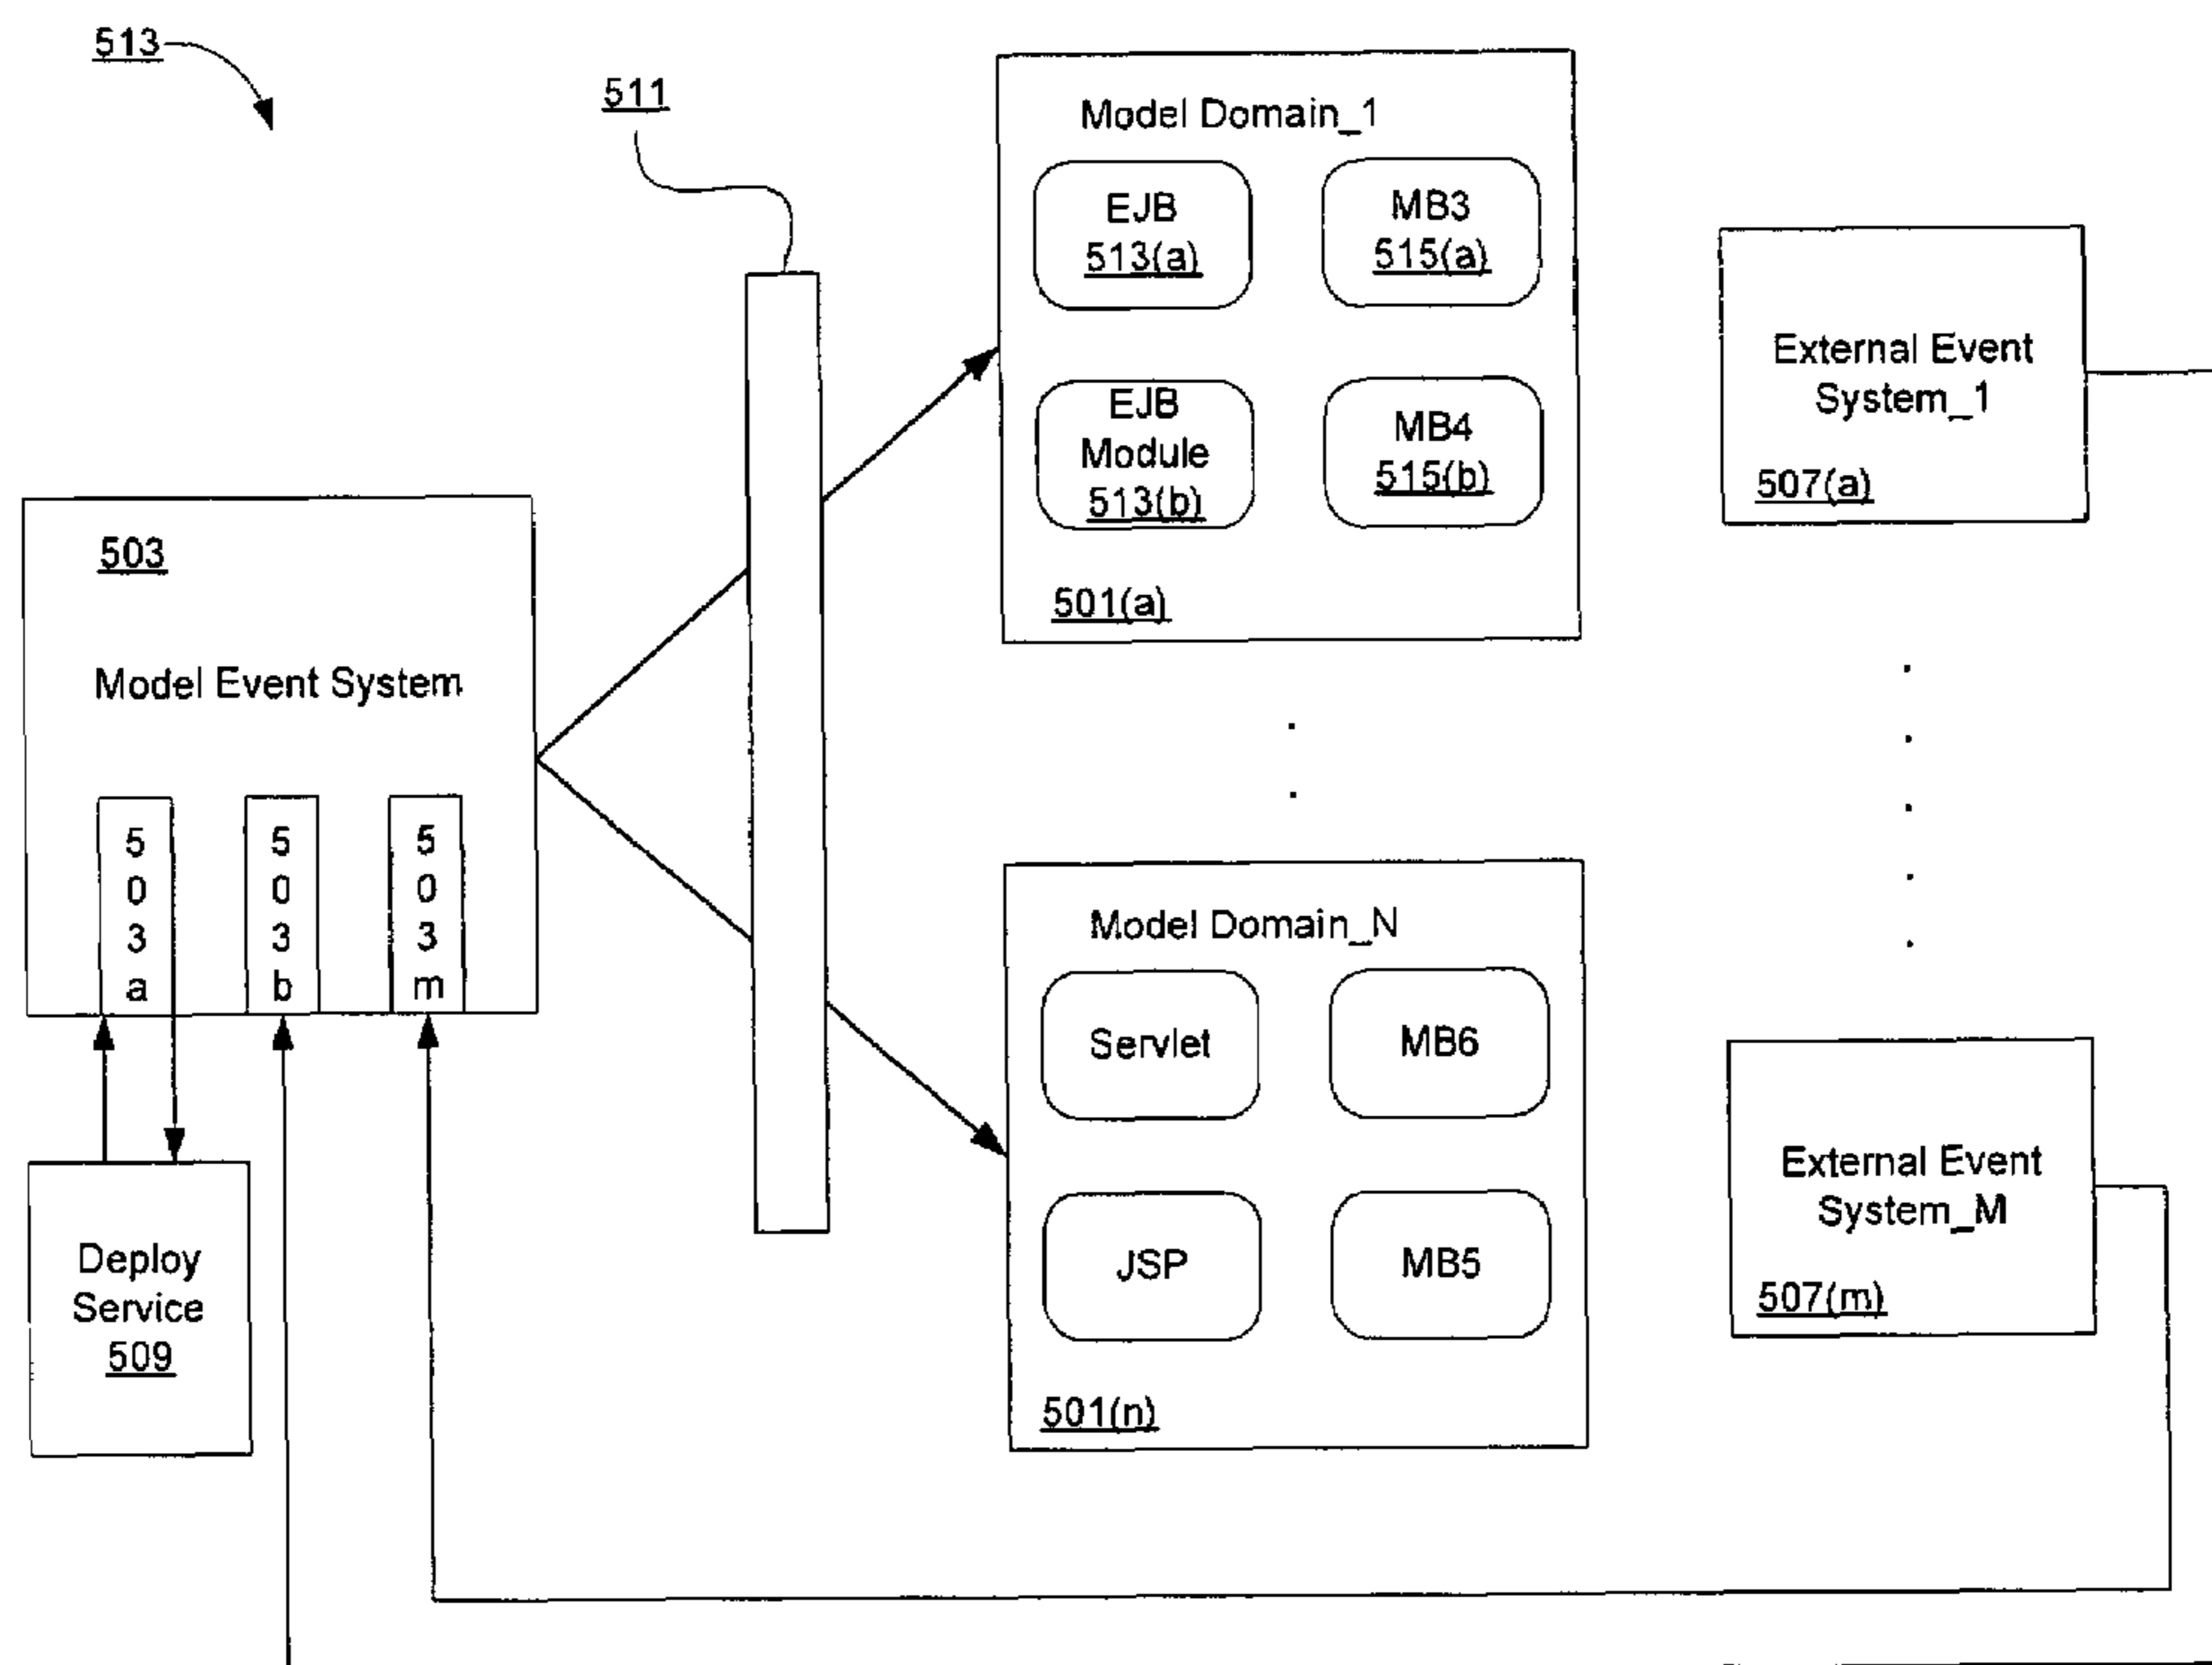 513
511
Model Domain_1
EJB
513(a)
MB3
515(a)
EJB
Module
513(b)
MB4
515(b)
501(a)
External Event
System_1
507(a)
503
Model Event System
5
0
3
a
5
0
3
b
5
0
3
m
Model Domain_N
Servlet
MB6
JSP
MB5
501(n)
External Event
System_M
507(m)
Deploy
Service
509